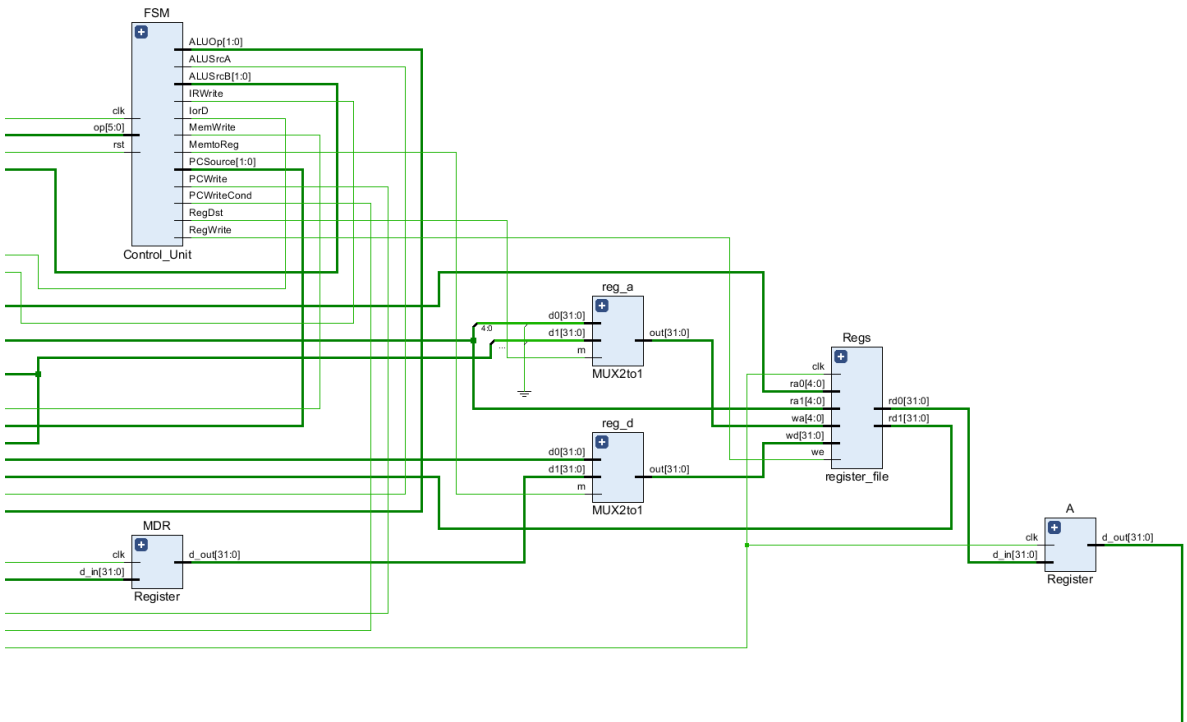 FSM
ALUOp[1:0]
ALUSrcA
ALUSrcB[1:0]
IRWrite
clk
IorD
op[5:0]
MemWrite
rst
MemtoReg
PCSource[1:0]
PCWrite
PCWriteCond
RegDst
RegWrite
Control_Unit
reg_a
d0[31:0]
4:0
d1[31:0]
out[31:0]
...
m
MUX2to1
Regs
clk
ra0[4:0]
ra1[4:0]
rd0[31:0]
wa[4:0]
rd1[31:0]
wd[31:0]
we
register_file
reg_d
d0[31:0]
d1[31:0]
out[31:0]
m
MUX2to1
MDR
clk
d_out[31:0]
d_in[31:0]
Register
A
clk
d_out[31:0]
d_in[31:0]
Register